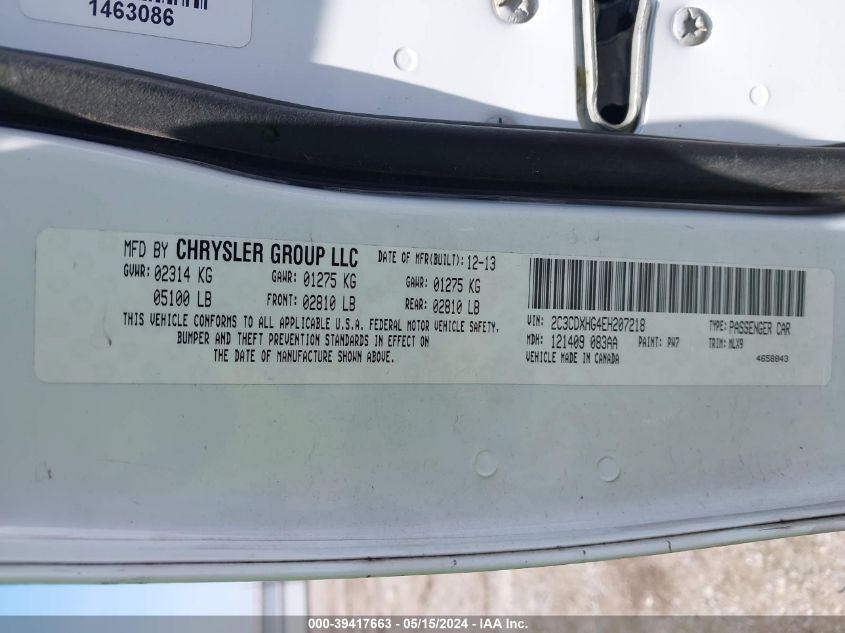 1463086
MFD BY CHRYSLER GROUP LLC DATE OF MFR(BUILT): 12-13
GVWR: 02314 KG GAWR: 01275 KG GAWR: 01275 KG
05100 LB FRONT: 02810 LB REAR: 02810 LB
THIS VEHICLE CONFORMS TO ALL APPLICABLE U.S.A. FEDERAL MOTOR VEHICLE SAFETY,
BUMPER AND THEFT PREVENTION STANDARDS IN EFFECT ON
THE DATE OF MANUFACTURE SHOWN ABOVE.
VIN: 2C3CDXHG4EH207218 TYPE: PASSENGER CAR
MDH: 121409 083AA PAINT: PW7 TRIM: MLX9
VEHICLE MADE IN CANADA 4658843
000-39417663 - 05/15/2024 - IAA Inc.